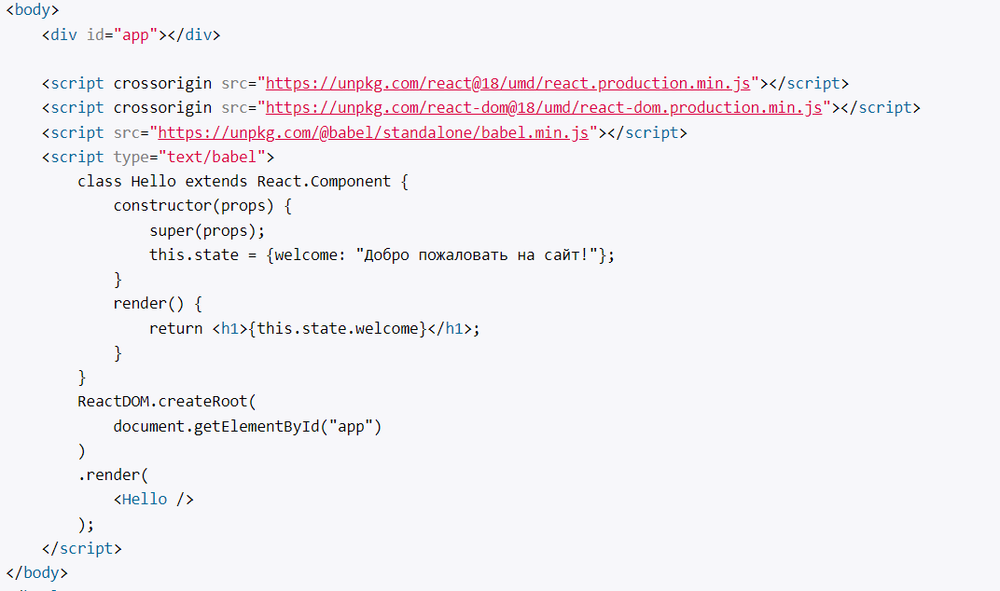 <body>
<div id="app"></div>
<script crossorigin src="https://unpkg.com/react@18/umd/react.production.min.js"></script>
<script crossorigin src="https://unpkg.com/react-dom@18/umd/react-dom.production.min.js"></script>
<script src="https://unpkg.com/@babel/standalone/babel.min.js"></script>
<script type="text/babel">
class Hello extends React.Component {
constructor(props) {
super(props);
this.state = {welcome: "Добро пожаловать на сайт!"};
}
render() {
return <h1>{this.state.welcome}</h1>;
}
}
ReactDOM.createRoot(
document.getElementById("app")
)
.render(
<Hello />
);
</script>
</body>